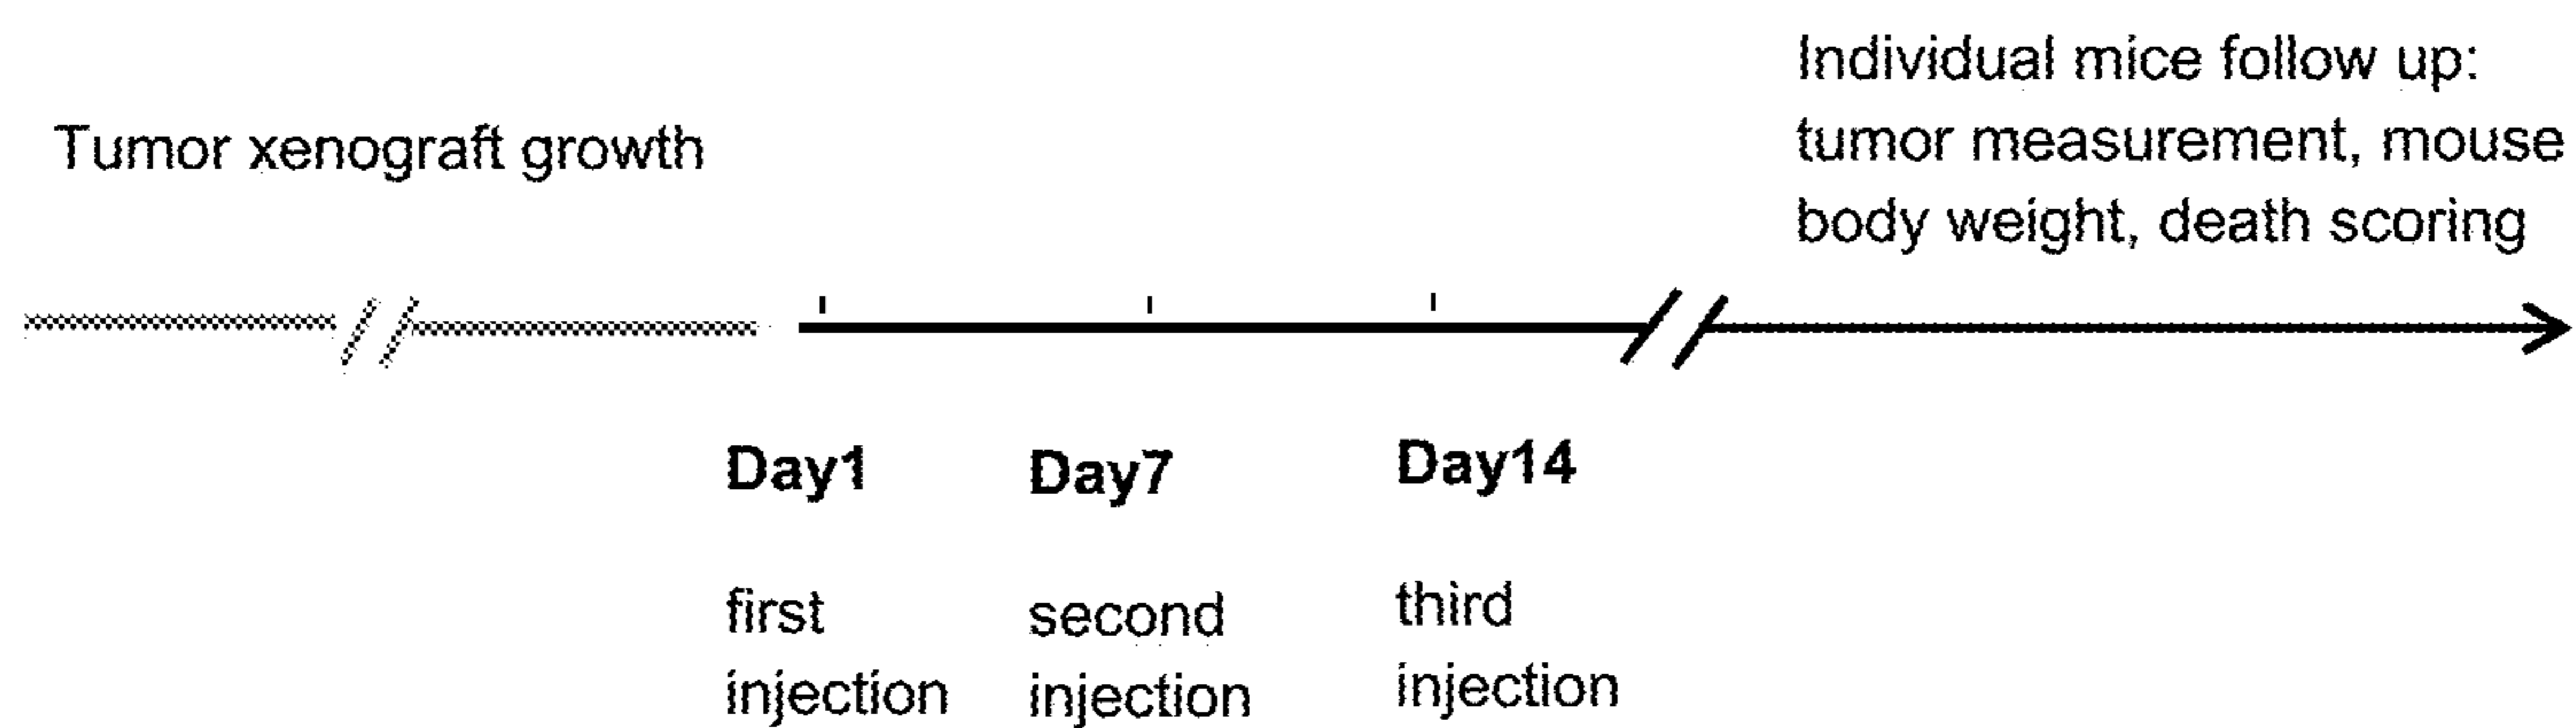 Tumor xenograft growth
Individual mice follow up:
tumor measurement, mouse
body weight, death scoring
Day1
first
injection
Day7
second
injection
Day14
third
injection